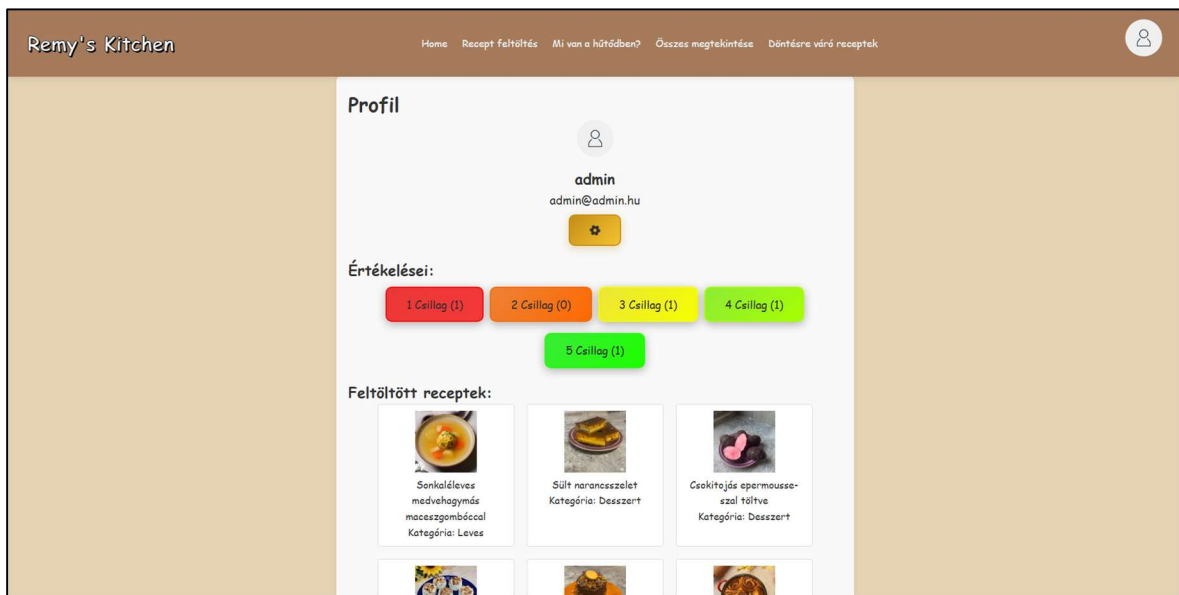 Remy's Kitchen
Home Recept feltöltés Mi van a hűtődben? Összes megtekintése Döntésre váró receptek
Profil
admin
admin@admin.hu
Értékelései:
1 Csillag (1) 2 Csillag (0) 3 Csillag (1) 4 Csillag (1)
5 Csillag (1)
Feltöltött receptek:
Sonkaléleves
medvehagymás
maceszgombóccal
Kategória: Leves
Sült narancsszelet
Kategória: Desszert
Csokitojás epermousse-
szal töltve
Kategória: Desszert